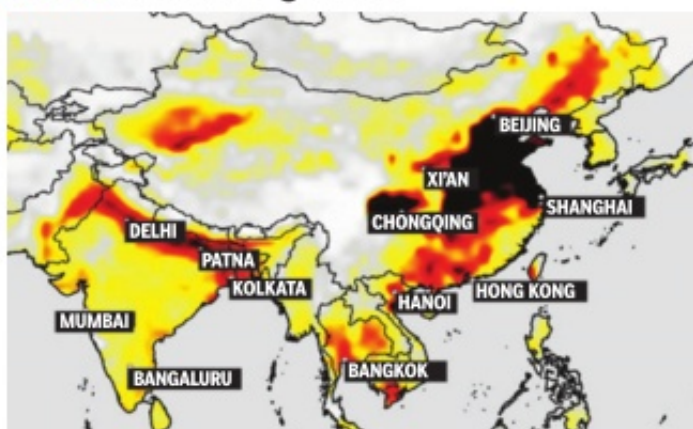 BEIJING
XI'AN
SHANGHAI
CHONGQING
DELHI
PATNA
KOLKATA
HONG KONG
HANOI
MUMBAI
BANGKOK
BANGALURU